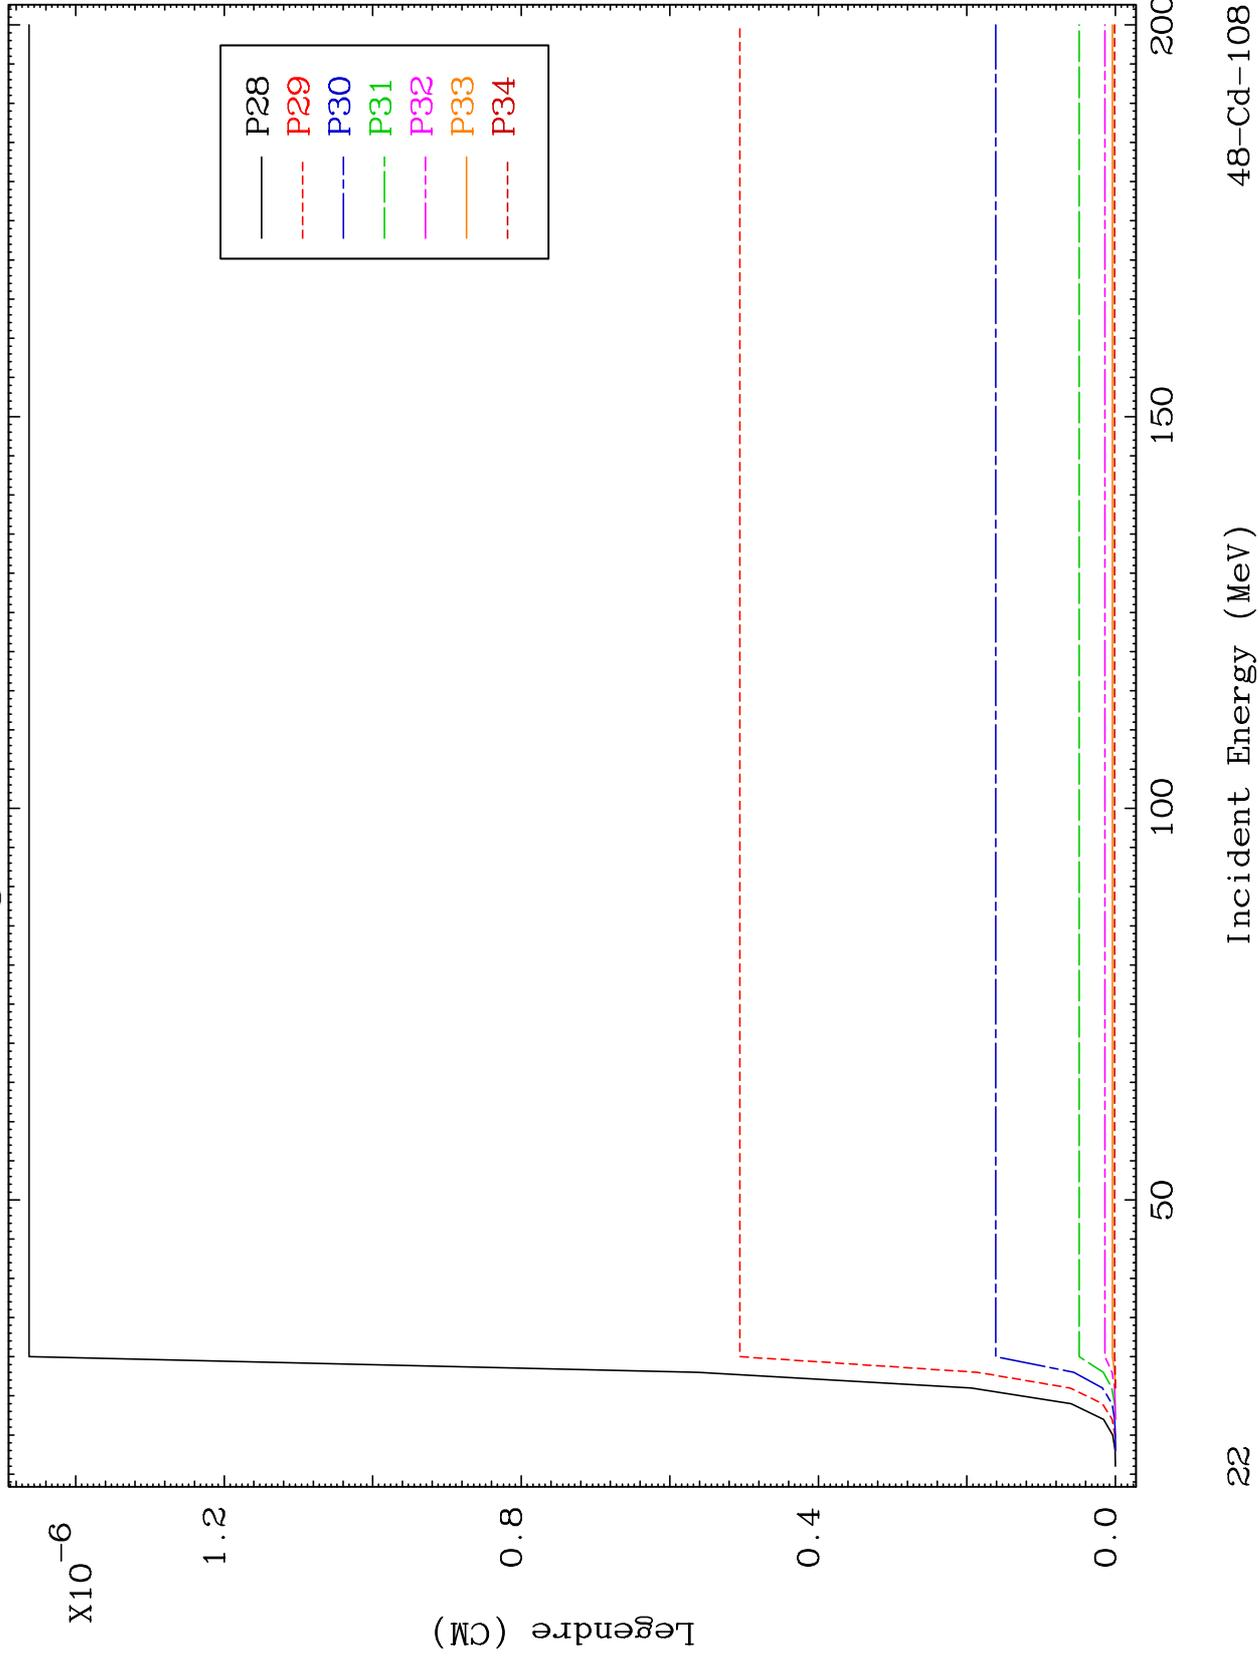 X10-6
1.2
0.8
0.4
0.0
Legendre (CM)
P28
P29
P30
P31
P32
P33
P34
50
100
150
200
22
Incident Energy (MeV)
48-Cd-108